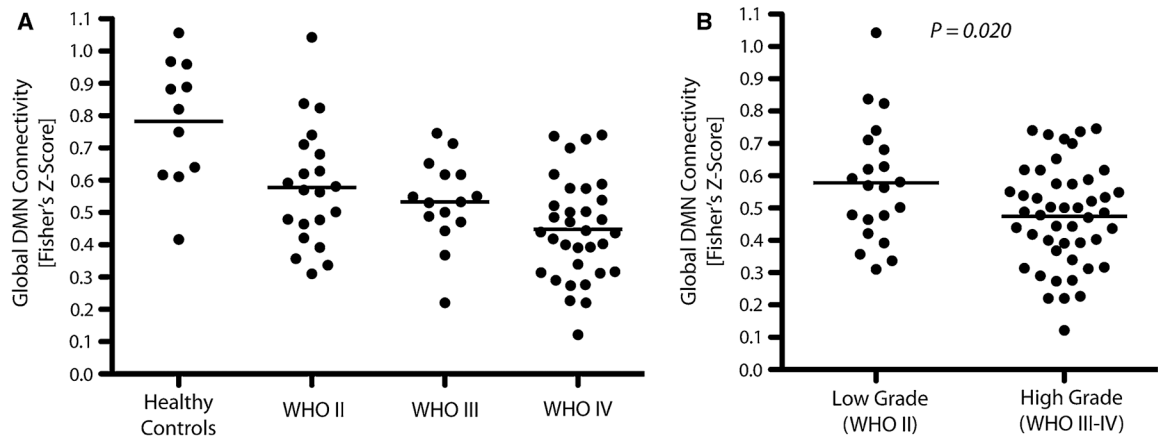 A
Global DMN Connectivity
[Fisher's Z-Score]
1.1
1.0
0.9
0.8
0.7
0.6
0.5
0.4
0.3
0.2
0.1
0.0
Healthy
Controls
WHO II
WHO III
WHO IV
B
P = 0.020
Global DMN Connectivity
[Fisher's Z-Score]
1.1
1.0
0.9
0.8
0.7
0.6
0.5
0.4
0.3
0.2
0.1
0.0
Low Grade
(WHO II)
High Grade
(WHO III-IV)